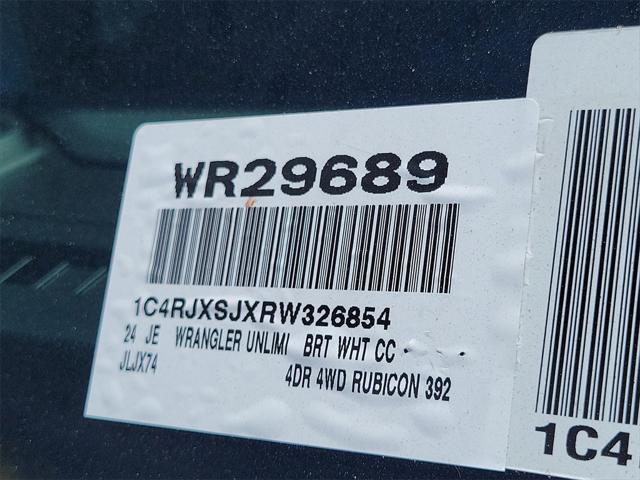 WR29689
1C4RJXSJXRW326854
24 JE WRANGLER UNLIMI BRT WHT CC
JLJX74 4DR 4WD RUBICON 392
1C4